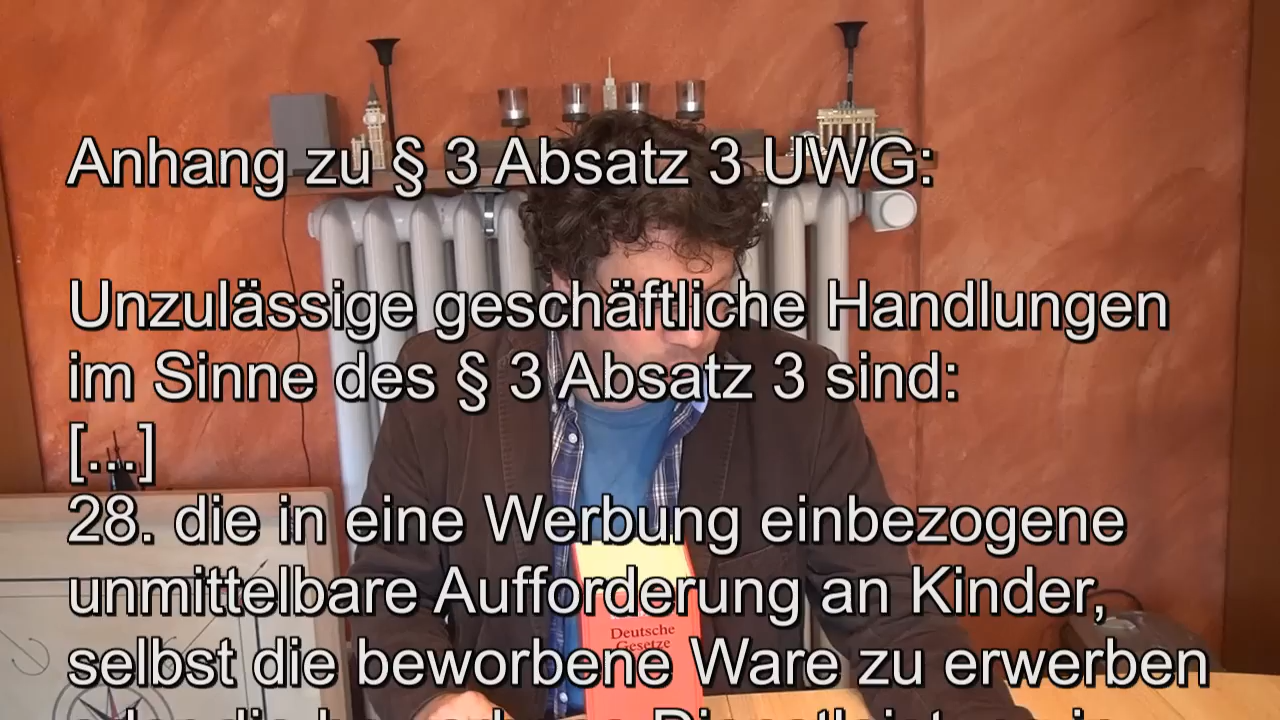 Anhang zu § 3 Absatz 3 UWG:
Unzulässige geschäftliche Handlungen
im Sinne des § 3 Absatz 3 sind:
[...]
28. die in eine Werbung einbezogene
unmittelbare Aufforderung an Kinder,
selbst die beworbene Ware zu erwerben
Deutsche
Gesetze